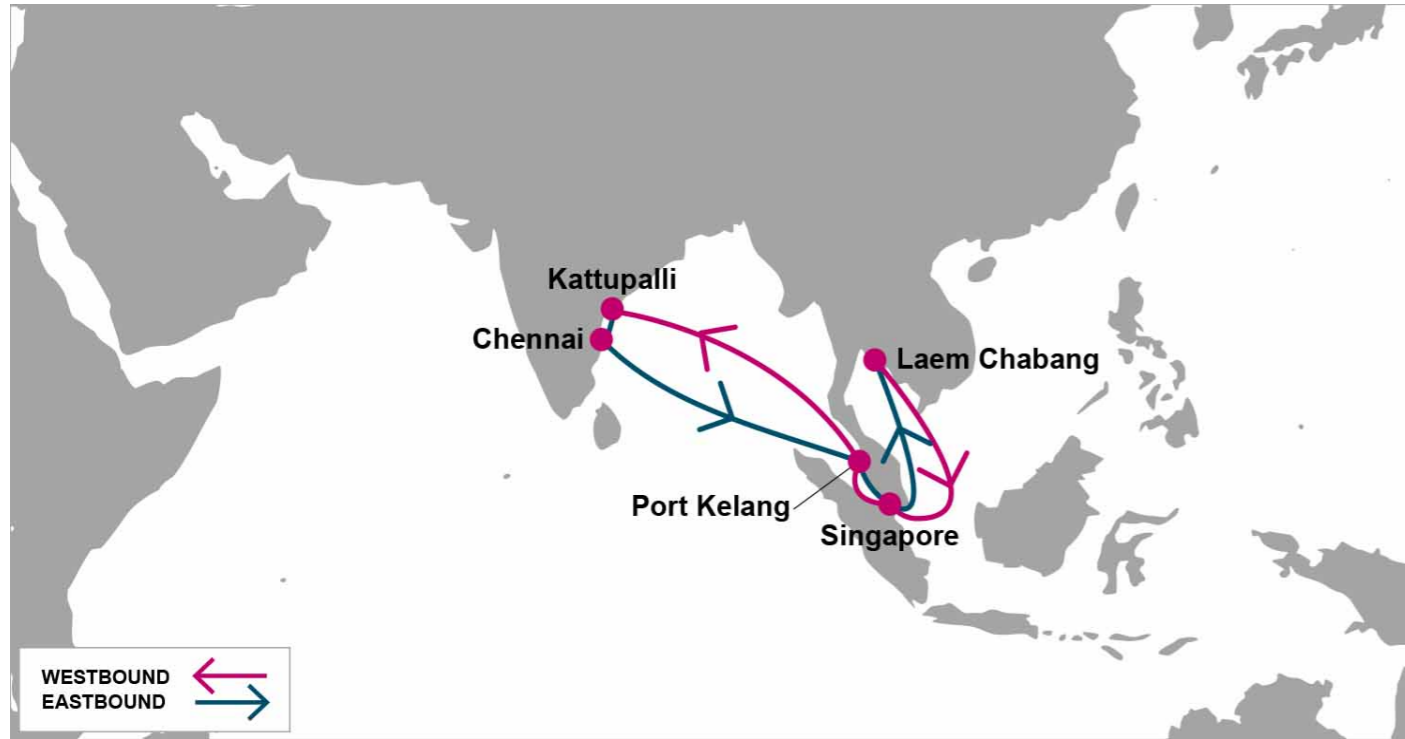 Kattupalli
Chennai
Laem Chabang
Port Kelang
Singapore
WESTBOUND
EASTBOUND